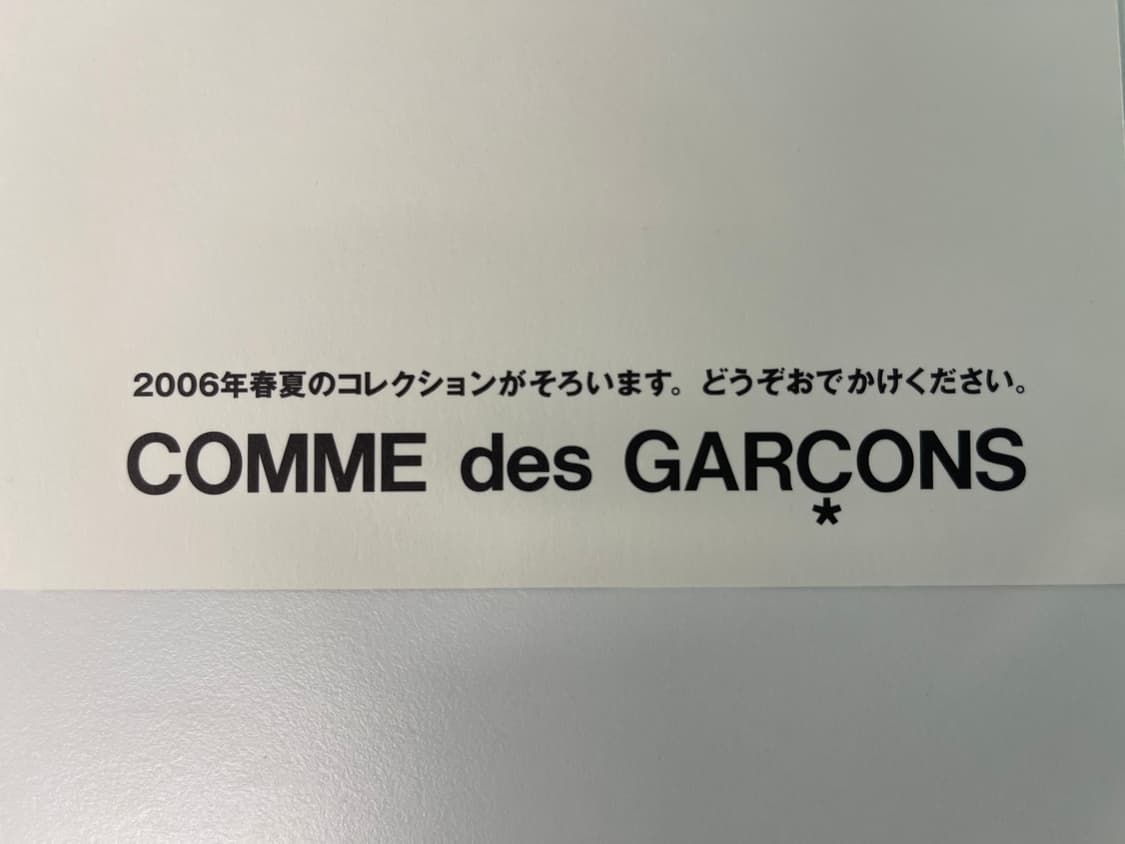 2006年春夏のコレクションがそろいます。どうぞおでかけください。
COMME des GARÇONS
*